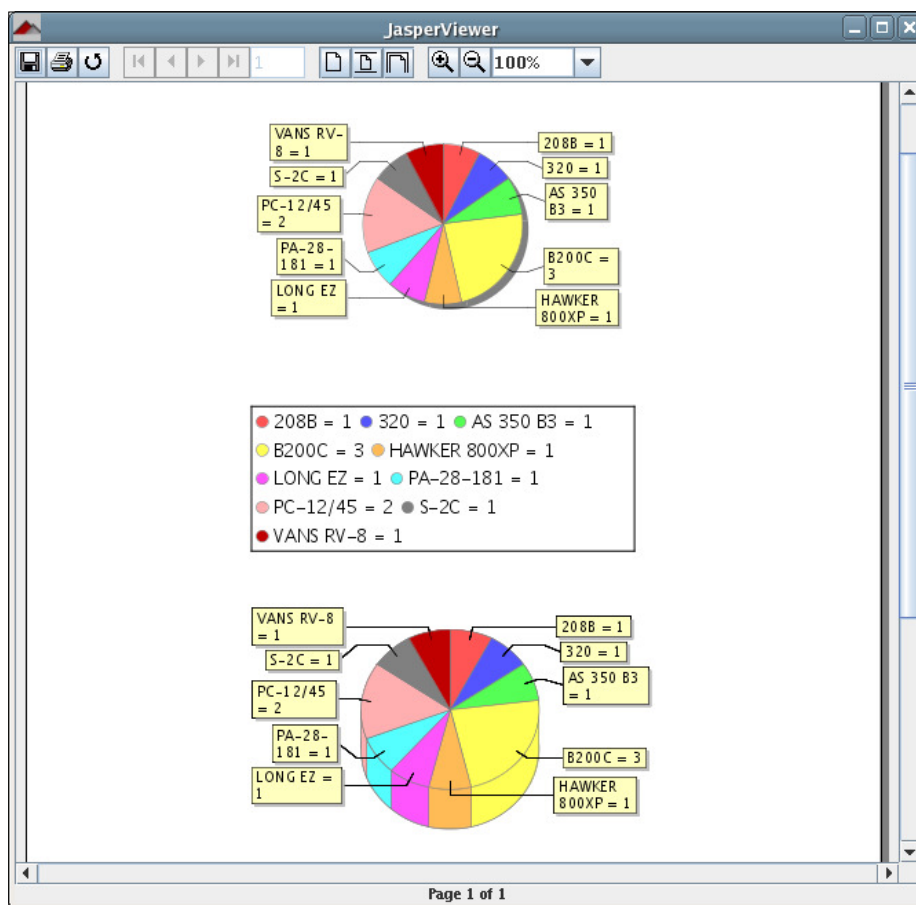 JasperViewer
1
100%
VANS RV-
8 = 1
208B = 1
S-2C = 1
320 = 1
PC-12/45
= 2
AS 350
B3 = 1
PA-28-
181 = 1
B200C =
3
LONG EZ
= 1
HAWKER
800XP = 1
208B = 1 320 = 1 AS 350 B3 = 1
B200C = 3 HAWKER 800XP = 1
LONG EZ = 1 PA-28-181 = 1
PC-12/45 = 2 S-2C = 1
VANS RV-8 = 1
VANS RV-8
= 1
208B = 1
S-2C = 1
320 = 1
PC-12/45
= 2
AS 350 B3
= 1
PA-28-
181 = 1
B200C = 3
LONG EZ =
1
HAWKER
800XP = 1
Page 1 of 1